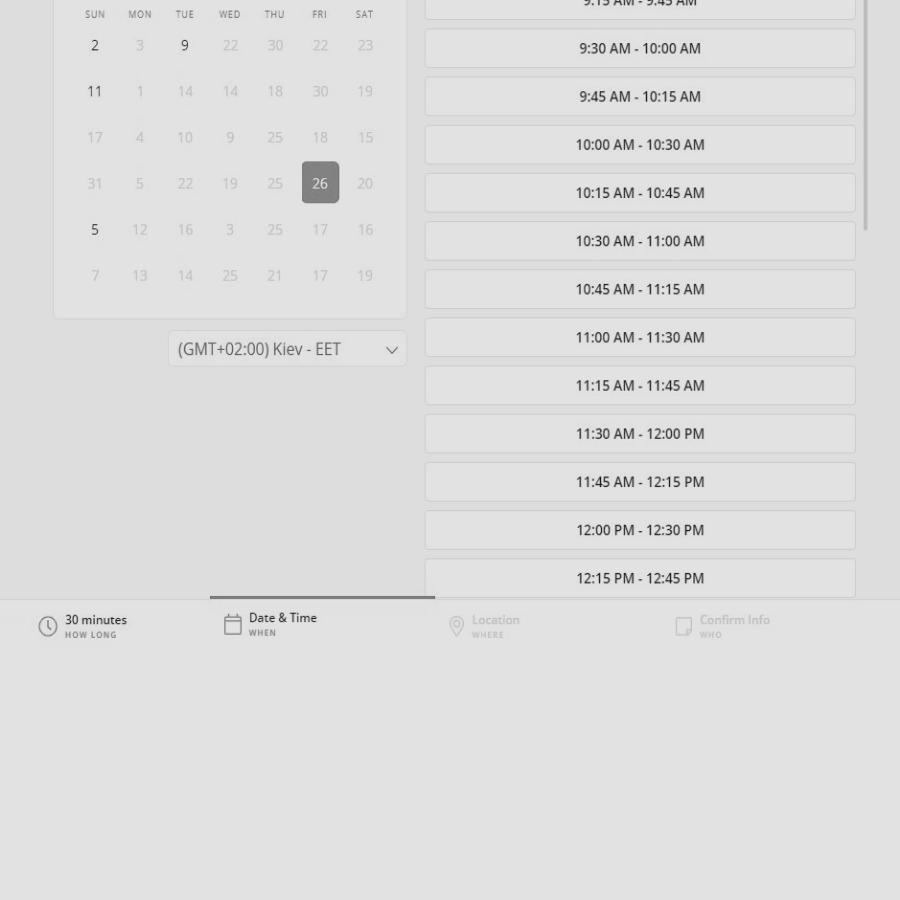 SUN MON TUE WED THU FRI SAT
2 3 9 22 30 22 23
11 1 14 14 18 30 19
17 4 10 9 25 18 15
31 5 22 19 25 26 20
5 12 16 3 25 17 16
7 13 14 25 21 17 19
(GMT+02:00) Kiev - EET
9:15 AM - 9:45 AM
9:30 AM - 10:00 AM
9:45 AM - 10:15 AM
10:00 AM - 10:30 AM
10:15 AM - 10:45 AM
10:30 AM - 11:00 AM
10:45 AM - 11:15 AM
11:00 AM - 11:30 AM
11:15 AM - 11:45 AM
11:30 AM - 12:00 PM
11:45 AM - 12:15 PM
12:00 PM - 12:30 PM
12:15 PM - 12:45 PM
30 minutes
HOW LONG
Date & Time
WHEN
Location
WHERE
Confirm Info
WHO